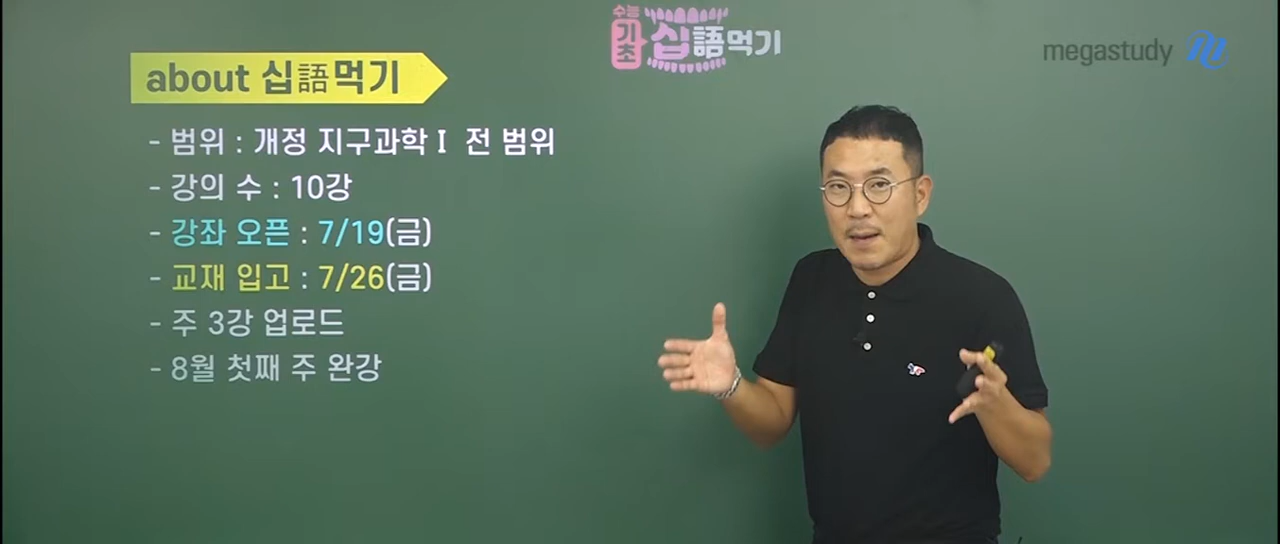 수능
기초
십語먹기
megastudy
about 십語먹기
- 범위 : 개정 지구과학Ⅰ 전 범위
- 강의 수 : 10강
- 강좌 오픈 : 7/19(금)
- 교재 입고 : 7/26(금)
- 주 3강 업로드
- 8월 첫째 주 완강